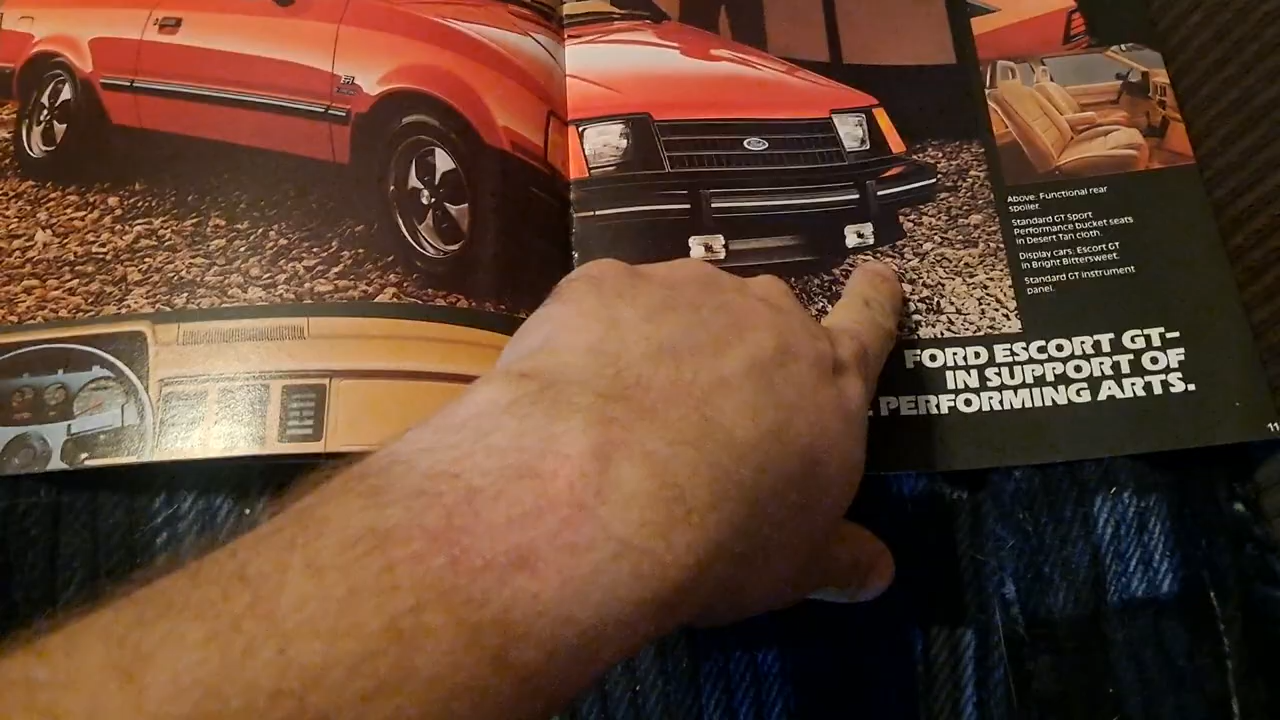 Ford
Above: Functional rear
spoiler.
Standard GT Sport
Performance bucket seats
in Desert Tan cloth.
Display cars: Escort GT
in Bright Bittersweet.
Standard GT instrument
panel.
FORD ESCORT GT–
IN SUPPORT OF
PERFORMING ARTS.
11